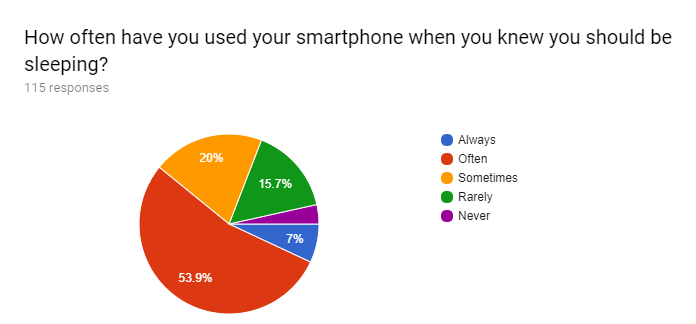 How often have you used your smartphone when you knew you should be
sleeping?
115 responses
20%
15.7%
7%
53.9%
Always
Often
Sometimes
Rarely
Never